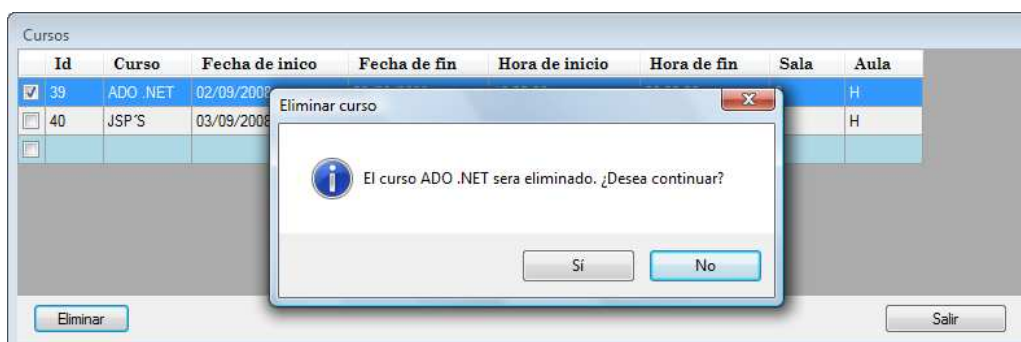 Cursos
Id Curso Fecha de inico Fecha de fin Hora de inicio Hora de fin Sala Aula
39 ADO .NET 02/09/2008 H
40 JSP´S 03/09/2008 H
Eliminar curso
El curso ADO .NET sera eliminado. ¿Desea continuar?
Sí No
Eliminar Salir